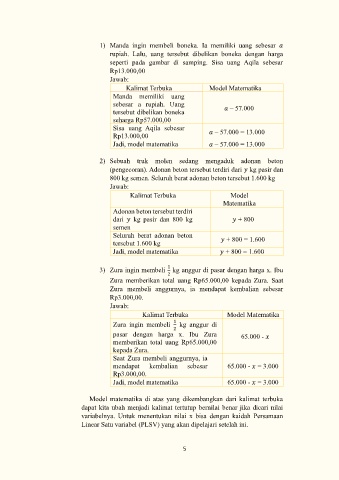 1) Manda ingin membeli boneka. Ia memiliki uang sebesar a
rupiah. Lalu, uang tersebut dibelikan boneka dengan harga
seperti pada gambar di samping. Sisa uang Aqila sebesar
Rp13.000,00
Jawab:
Kalimat Terbuka Model Matematika
Manda memiliki uang
sebesar a rupiah. Uang
tersebut dibelikan boneka
seharga Rp57.000,00
a – 57.000
Sisa uang Aqila sebesar
Rp13.000,00
a – 57.000 = 13.000
Jadi, model matematika a – 57.000 = 13.000
2) Sebuah truk molen sedang mengaduk adonan beton
(pengecoran). Adonan beton tersebut terdiri dari y kg pasir dan
800 kg semen. Seluruh berat adonan beton tersebut 1.600 kg
Jawab:
Kalimat Terbuka Model
Matematika
Adonan beton tersebut terdiri
dari y kg pasir dan 800 kg
semen
y + 800
Seluruh berat adonan beton
tersebut 1.600 kg
y + 800 = 1.600
Jadi, model matematika y + 800 = 1.600
3) Zura ingin membeli 1/2 kg anggur di pasar dengan harga x. Ibu
Zura memberikan total uang Rp65.000,00 kepada Zura. Saat
Zura membeli anggurnya, ia mendapat kembalian sebesar
Rp3.000,00.
Jawab:
Kalimat Terbuka Model Matematika
Zura ingin membeli 1/2 kg anggur di
pasar dengan harga x. Ibu Zura
memberikan total uang Rp65.000,00
kepada Zura.
65.000 - x
Saat Zura membeli anggurnya, ia
mendapat kembalian sebesar
Rp3.000,00.
65.000 - x = 3.000
Jadi, model matematika 65.000 - x = 3.000
Model matematika di atas yang dikembangkan dari kalimat terbuka
dapat kita ubah menjadi kalimat tertutup bernilai benar jika dicari nilai
variabelnya. Untuk menentukan nilai x bisa dengan kaidah Persamaan
Linear Satu variabel (PLSV) yang akan dipelajari setelah ini.
5